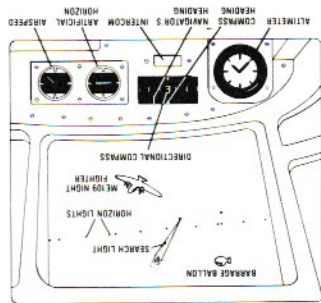 BARRAGE BALLON
SEARCH LIGHT
HORIZON LIGHTS
ME109 NIGHT
FIGHTER
DIRECTIONAL COMPASS
E
ALTIMETER
COMPASS
HEADING
NAVIGATOR'S
HEADING
INTERCOM
ARTIFICIAL
HORIZON
AIRSPEED